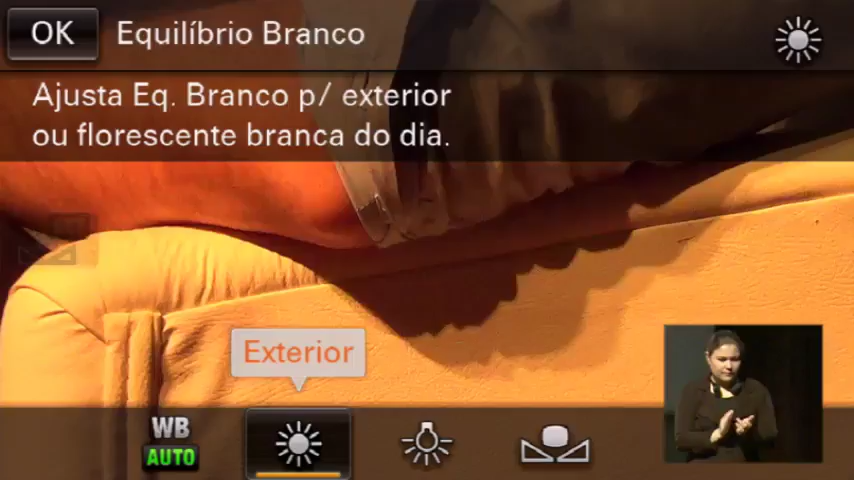 OK
Equilíbrio Branco
Ajusta Eq. Branco p/ exterior
ou florescente branca do dia.
Exterior
WB
AUTO